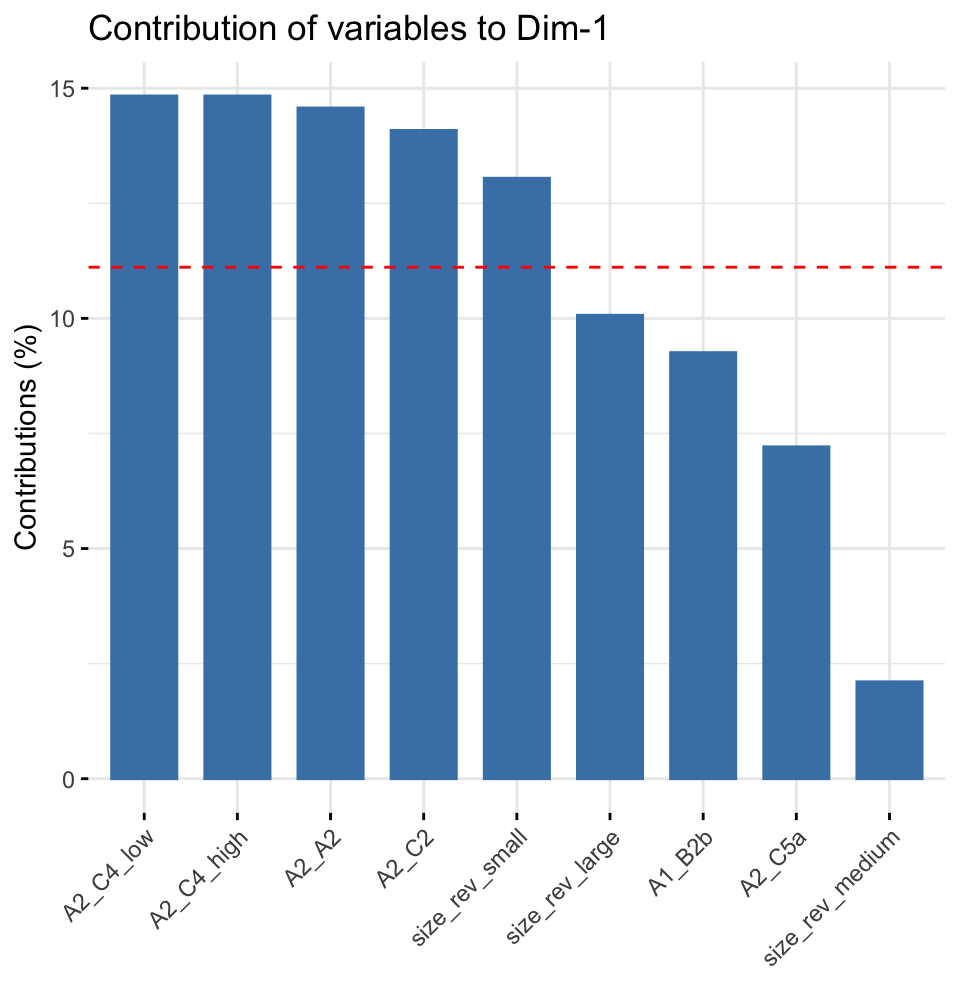 Contribution of variables to Dim-1
Contributions (%)
15
10
5
0
A2_C4_low
A2_C4_high
A2_A2
A2_C2
size_rev_small
size_rev_large
A1_B2b
A2_C5a
size_rev_medium